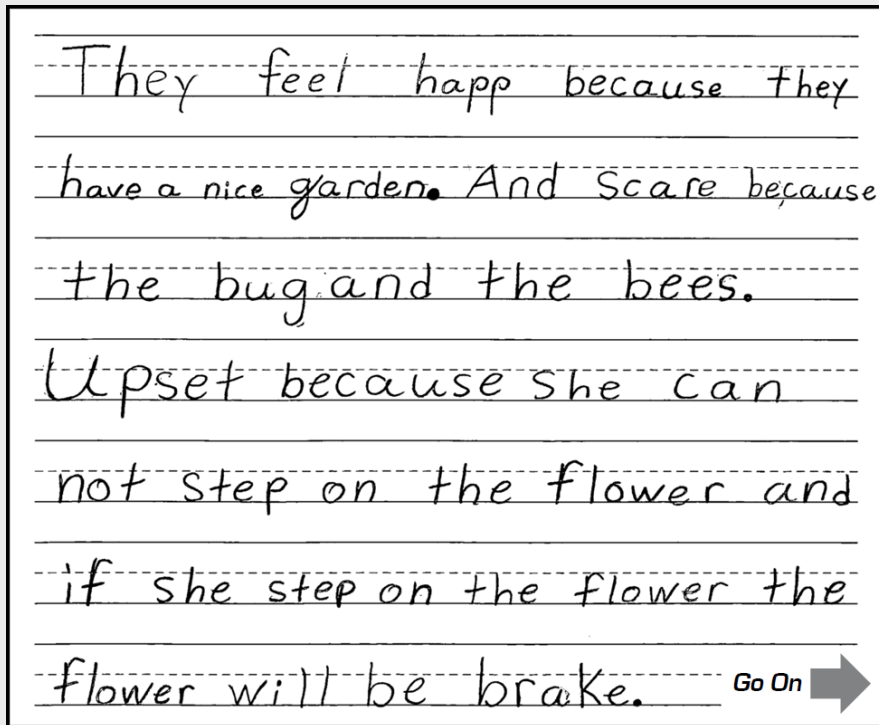 They feel happ because they
have a nice garden. And Scare because
the bug and the bees.
Upset because she can
not step on the flower and
if she step on the flower the
flower will be brake.
Go On